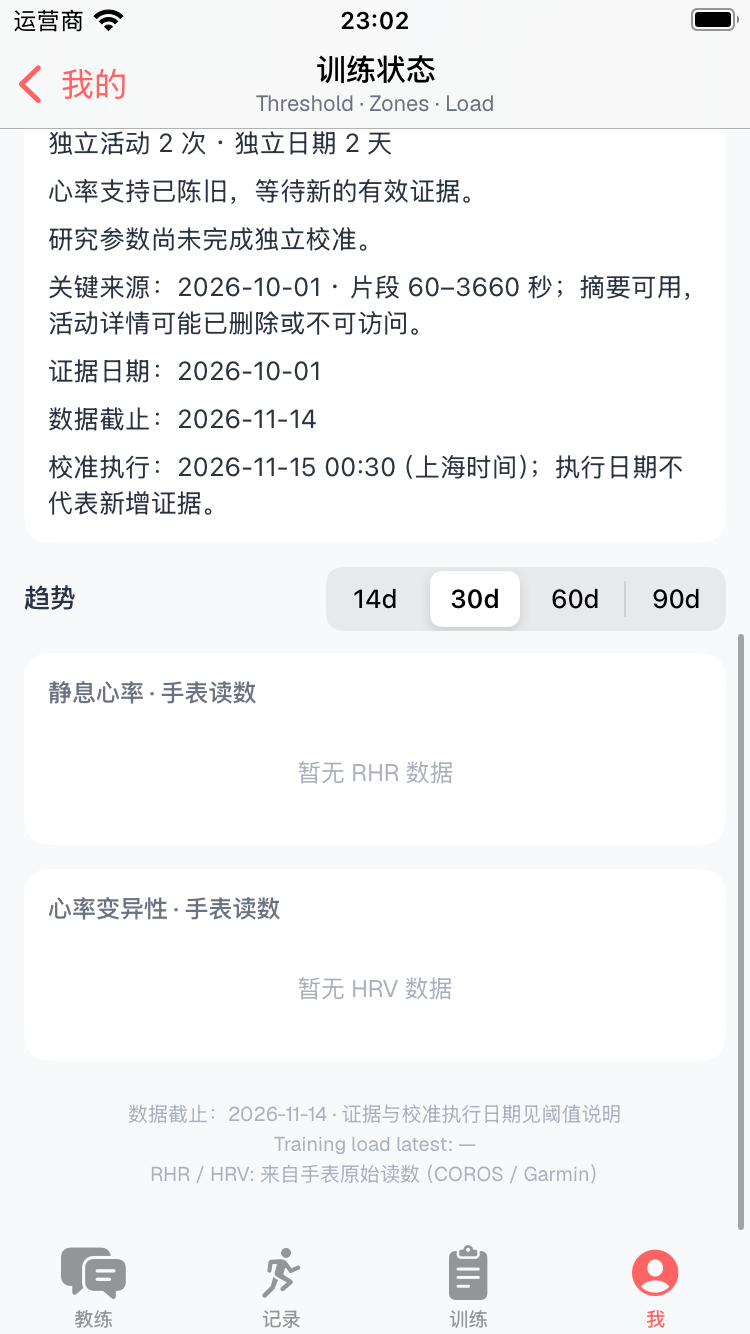 运营商 23:02
我的
训练状态
Threshold · Zones · Load
独立活动 2 次 · 独立日期 2 天
心率支持已陈旧，等待新的有效证据。
研究参数尚未完成独立校准。
关键来源：2026-10-01 · 片段 60–3660 秒；摘要可用，
活动详情可能已删除或不可访问。
证据日期：2026-10-01
数据截止：2026-11-14
校准执行：2026-11-15 00:30 (上海时间)；执行日期不
代表新增证据。
趋势 14d 30d 60d 90d
静息心率 · 手表读数
暂无 RHR 数据
心率变异性 · 手表读数
暂无 HRV 数据
数据截止：2026-11-14 · 证据与校准执行日期见阈值说明
Training load latest: —
RHR / HRV: 来自手表原始读数 (COROS / Garmin)
教练 记录 训练 我